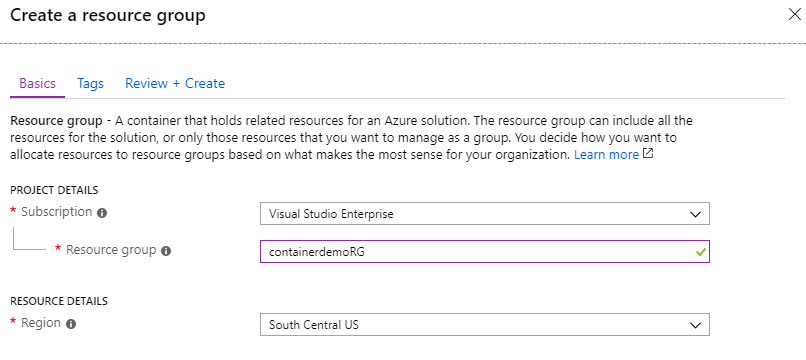 Create a resource group
Basics Tags Review + Create
Resource group - A container that holds related resources for an Azure solution. The resource group can include all the
resources for the solution, or only those resources that you want to manage as a group. You decide how you want to
allocate resources to resource groups based on what makes the most sense for your organization. Learn more
PROJECT DETAILS
* Subscription Visual Studio Enterprise
* Resource group containerdemoRG
RESOURCE DETAILS
* Region South Central US